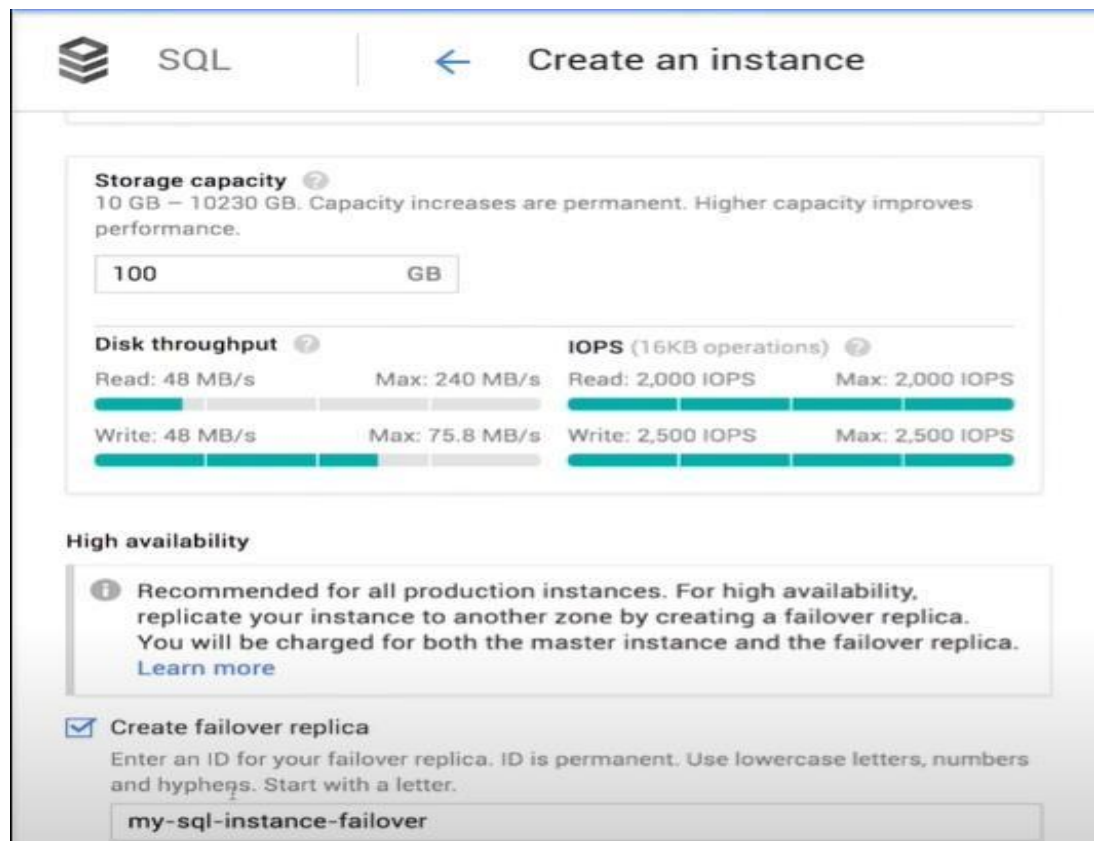 SQL
Create an instance
Storage capacity
10 GB – 10230 GB. Capacity increases are permanent. Higher capacity improves
performance.
100 GB
Disk throughput
IOPS (16KB operations)
Read: 48 MB/s Max: 240 MB/s Read: 2,000 IOPS Max: 2,000 IOPS
Write: 48 MB/s Max: 75.8 MB/s Write: 2,500 IOPS Max: 2,500 IOPS
High availability
Recommended for all production instances. For high availability,
replicate your instance to another zone by creating a failover replica.
You will be charged for both the master instance and the failover replica.
Learn more
Create failover replica
Enter an ID for your failover replica. ID is permanent. Use lowercase letters, numbers
and hyphens. Start with a letter.
my-sql-instance-failover